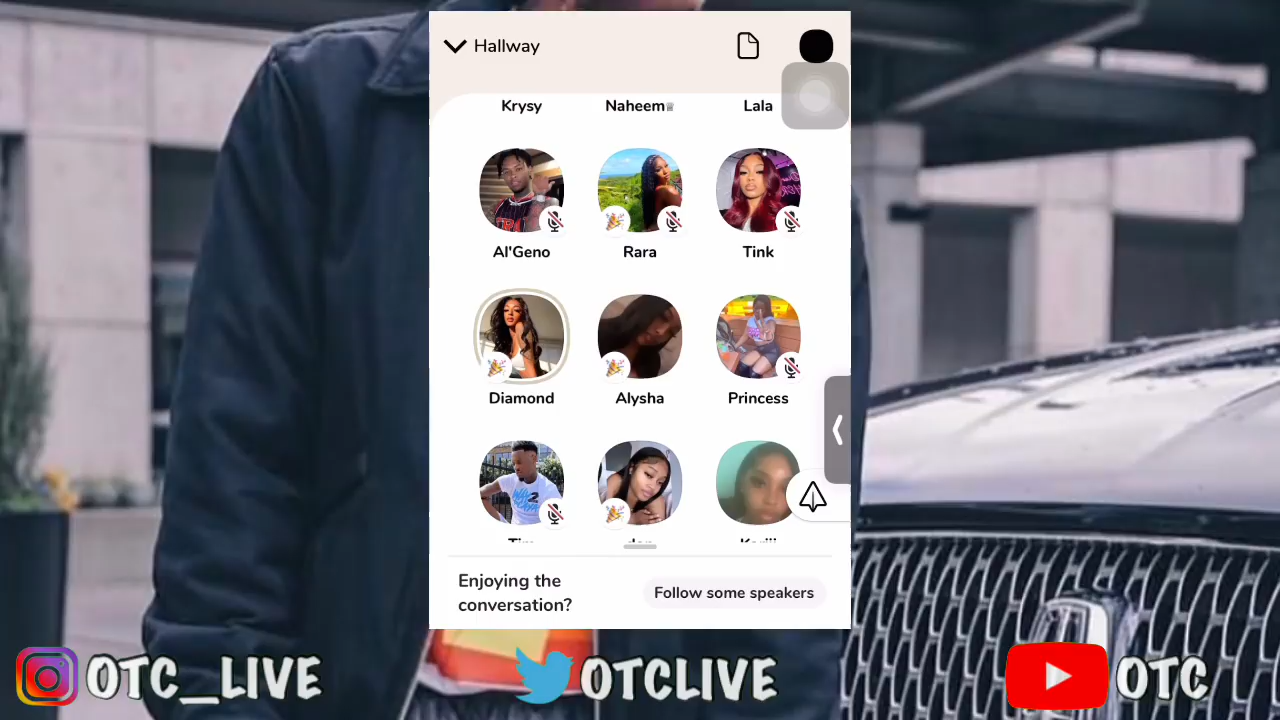 Hallway
Krysy Naheem♕ Lala
Al'Geno Rara Tink
Diamond Alysha Princess
Enjoying the
conversation?
Follow some speakers
OTC_LIVE OTCLIVE OTC